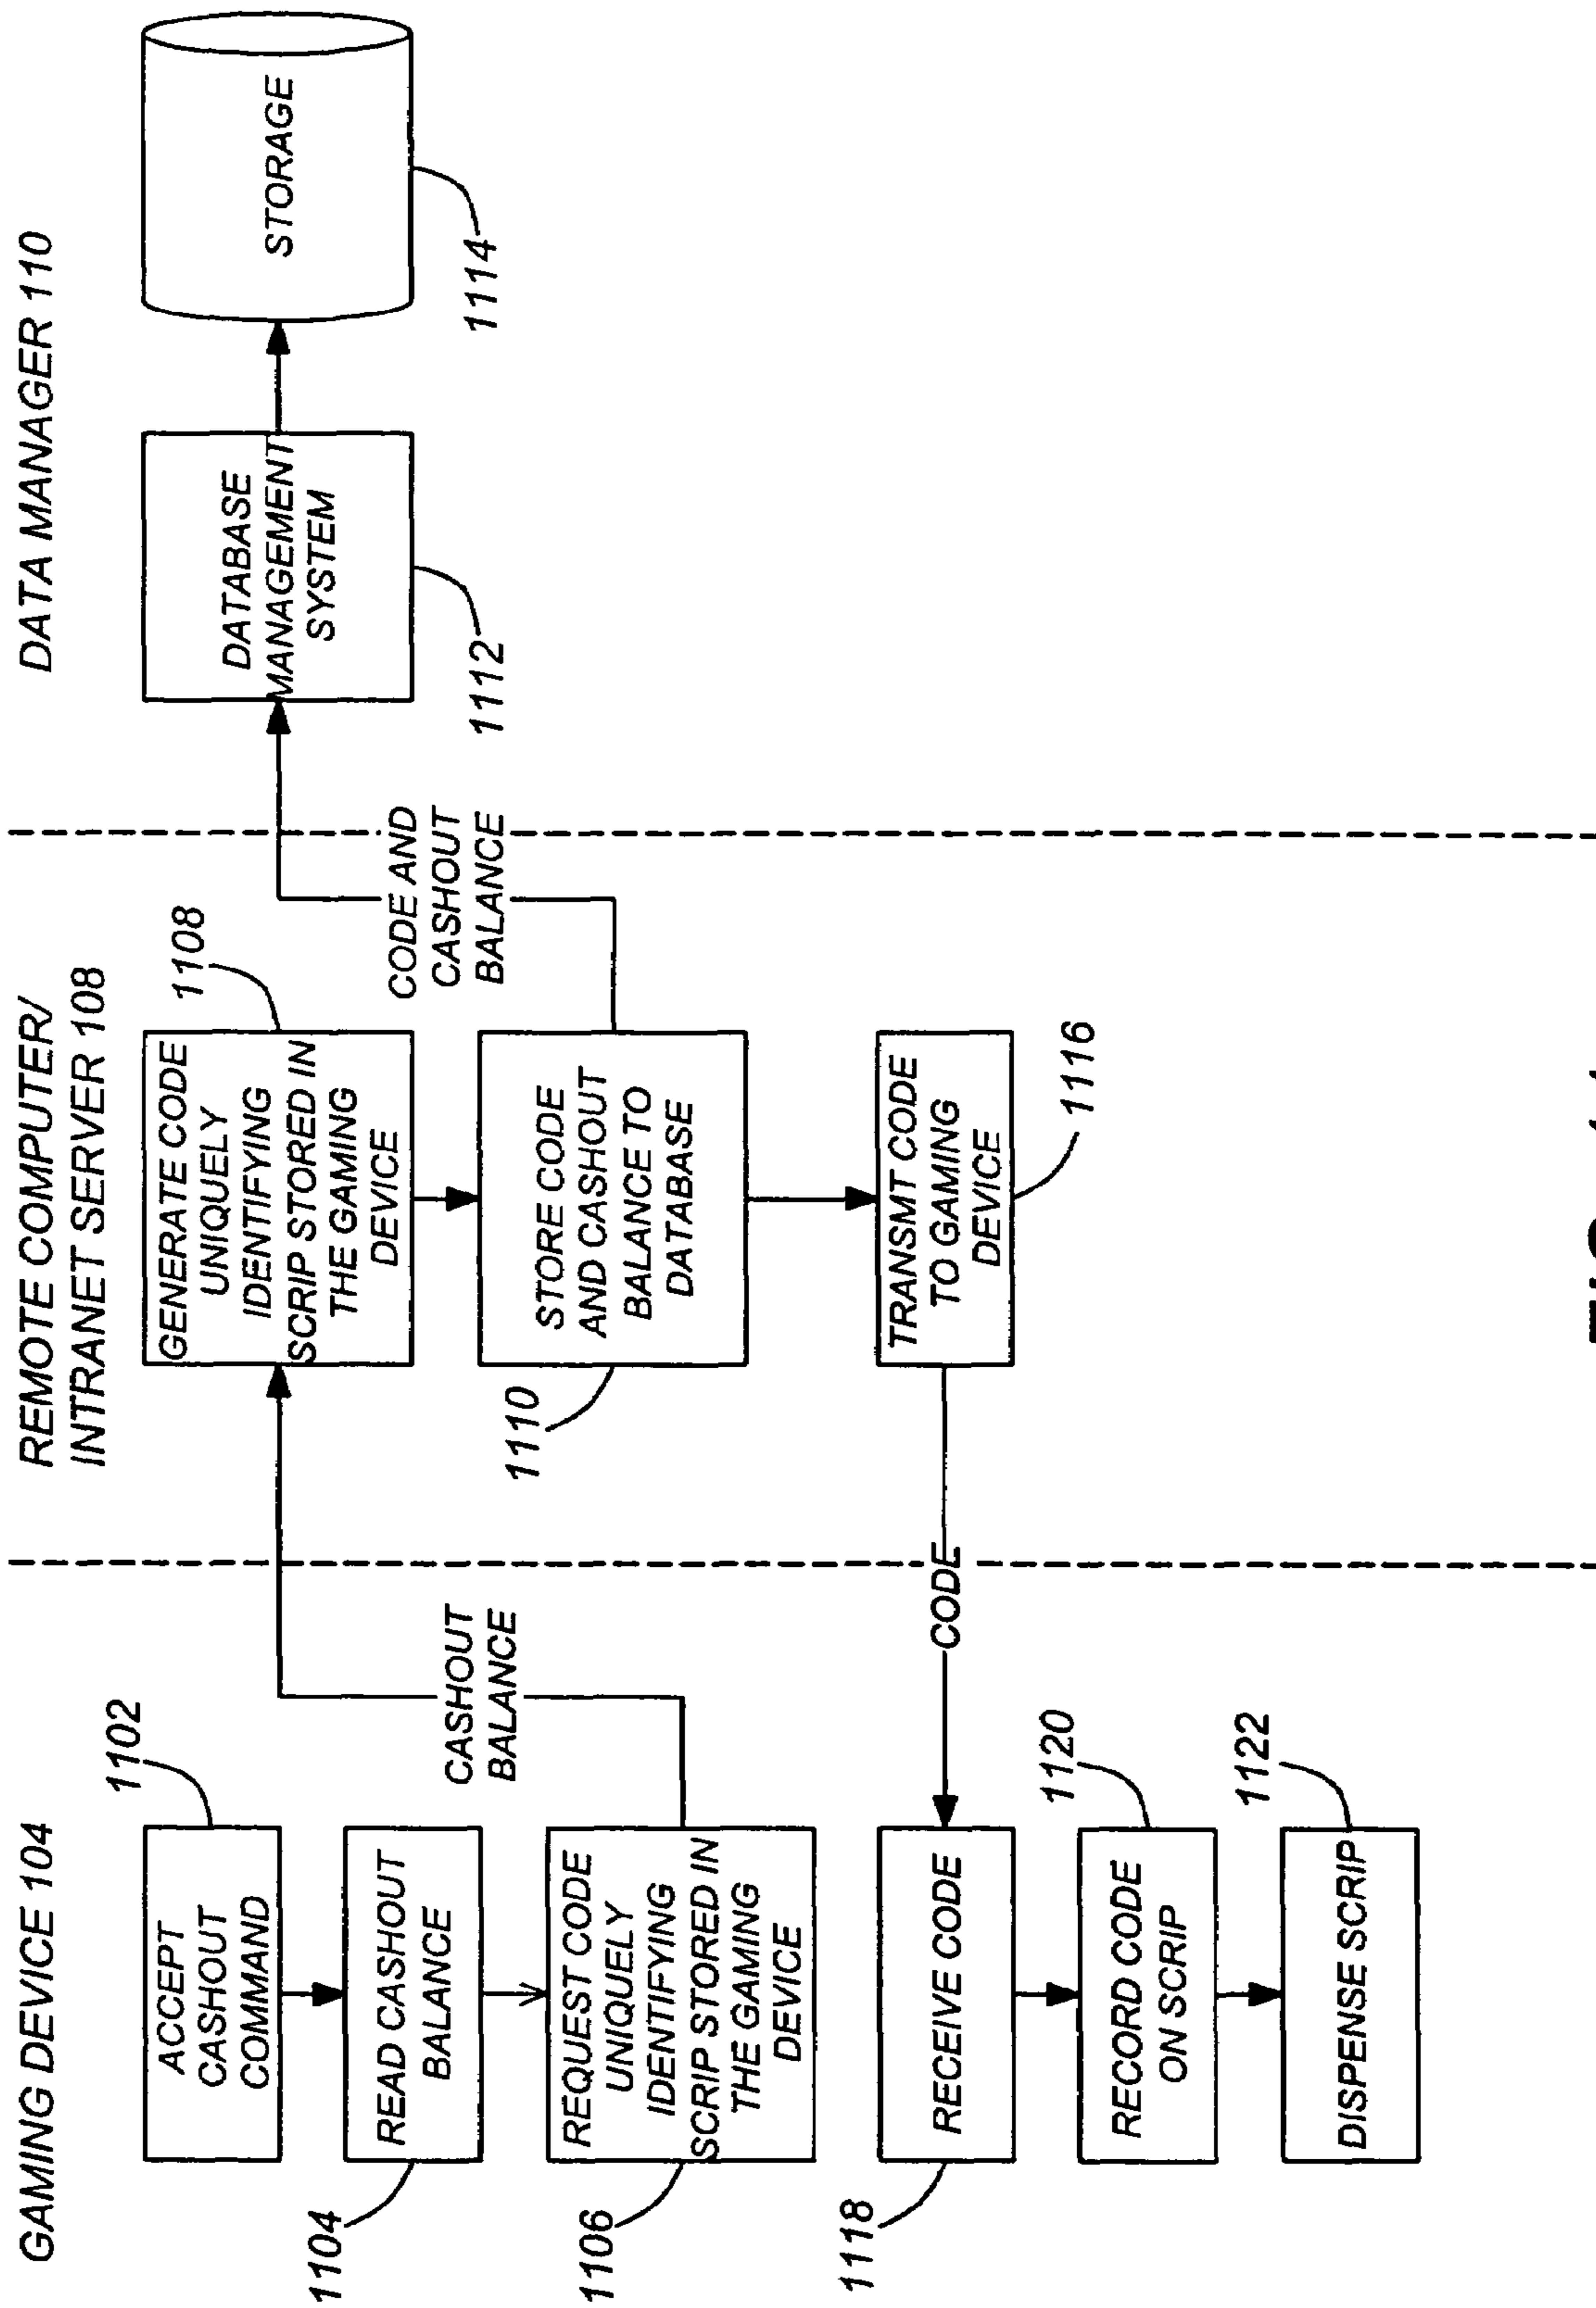 GAMING DEVICE 104
REMOTE COMPUTER/
INTRANET SERVER 108
DATA MANAGER 110
1102
ACCEPT
CASHOUT
COMMAND
1104
READ CASHOUT
BALANCE
1106
REQUEST CODE
UNIQUELY
IDENTIFYING
SCRIP STORED IN
THE GAMING
DEVICE
CASHOUT
BALANCE
1108
GENERATE CODE
UNIQUELY
IDENTIFYING
SCRIP STORED IN
THE GAMING
DEVICE
1110
STORE CODE
AND CASHOUT
BALANCE TO
DATABASE
CODE AND
CASHOUT
BALANCE
DATABASE
MANAGEMENT
SYSTEM
1112
STORAGE
1114
TRANSMT CODE
TO GAMING
DEVICE
1116
CODE
1118
RECEIVE CODE
1120
RECORD CODE
ON SCRIP
1122
DISPENSE SCRIP